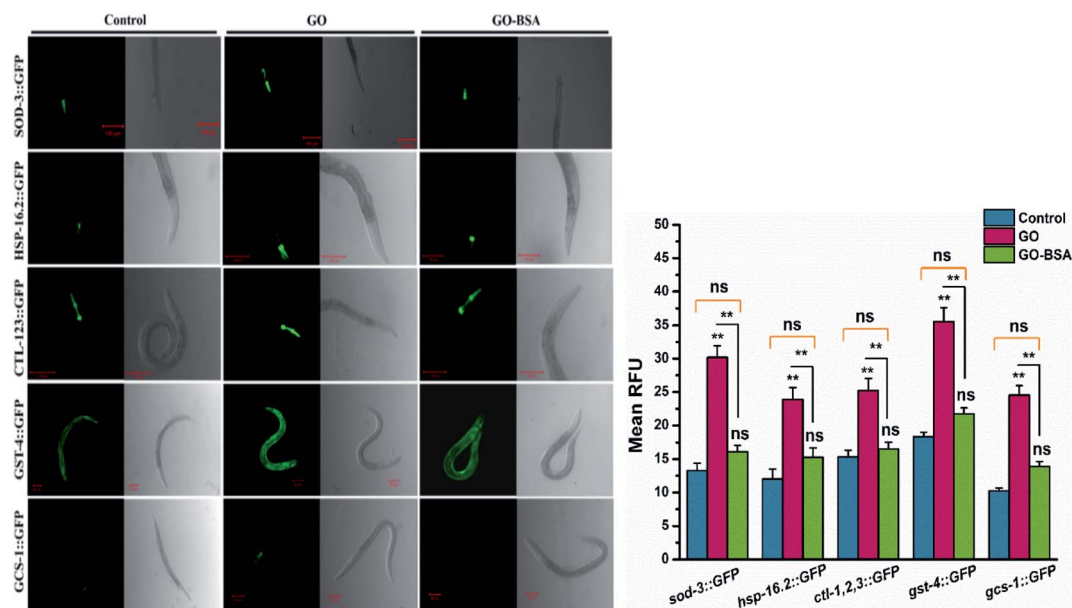 Control GO GO-BSA
SOD-3::GFP
HSP-16.2::GFP
CTL-123::GFP
GST-4::GFP
GCS-1::GFP
Control
GO
GO-BSA
Mean RFU
50
45
40
35
30
25
20
15
10
5
0
ns
**
**
ns
ns
**
**
ns
ns
**
**
ns
ns
**
**
ns
ns
**
**
ns
sod-3::GFP
hsp-16.2::GFP
ctl-1,2,3::GFP
gst-4::GFP
gcs-1::GFP